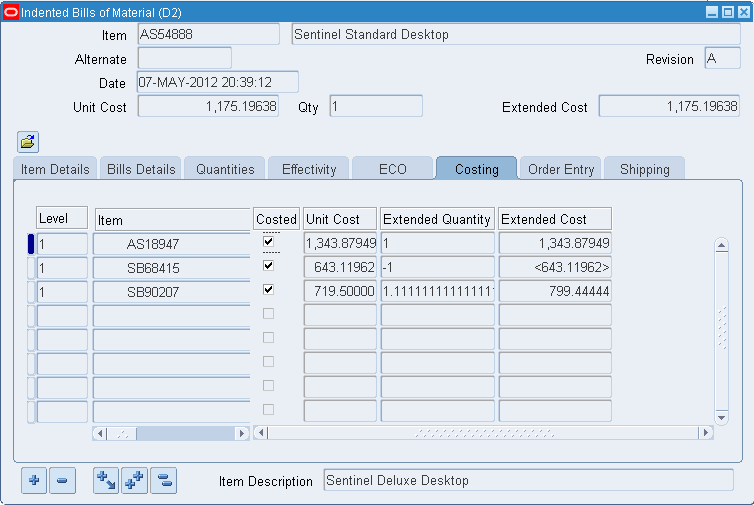 Indented Bills of Material (D2)
Item AS54888 Sentinel Standard Desktop
Alternate Revision A
Date 07-MAY-2012 20:39:12
Unit Cost 1,175.19638 Qty 1 Extended Cost 1,175.19638
Item Details Bills Details Quantities Effectivity ECO Costing Order Entry Shipping
Level Item Costed Unit Cost Extended Quantity Extended Cost
1 AS18947 1,343.87949 1 1,343.87949
1 SB68415 643.11962 -1 <643.11962>
1 SB90207 719.50000 1.11111111111111 799.44444
Item Description Sentinel Deluxe Desktop